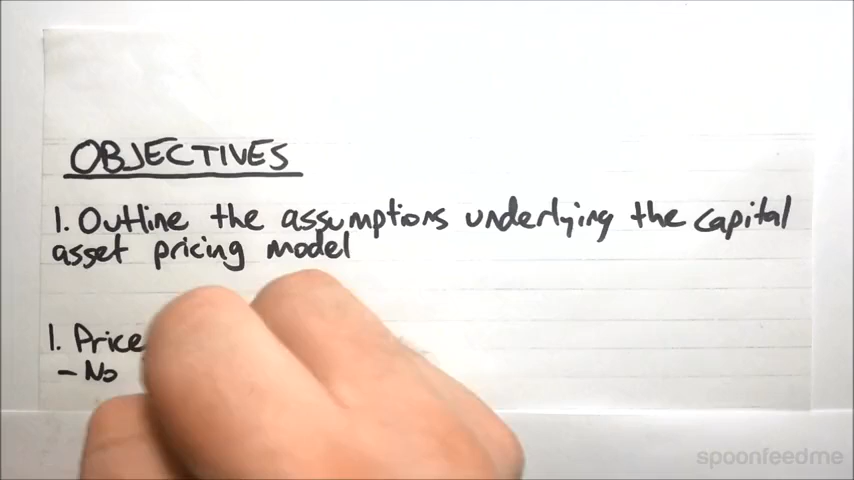 OBJECTIVES
1. Outline the assumptions underlying the capital
asset pricing model
1. Price
- No
spoonfeedme